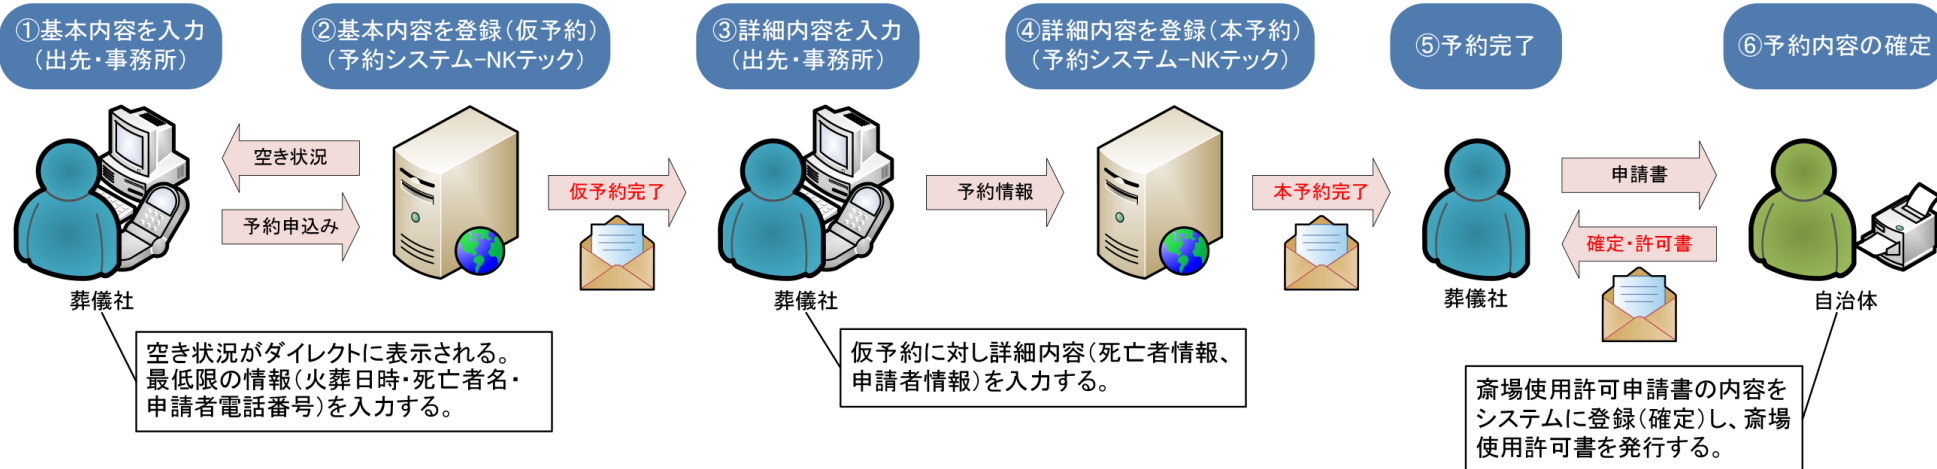 ①基本内容を入力
（出先・事務所）
②基本内容を登録（仮予約）
（予約システム−NKテック）
③詳細内容を入力
（出先・事務所）
④詳細内容を登録（本予約）
（予約システム−NKテック）
⑤予約完了
⑥予約内容の確定
空き状況
予約申込み
仮予約完了
予約情報
本予約完了
申請書
確定・許可書
葬儀社
葬儀社
葬儀社
自治体
空き状況がダイレクトに表示される。
最低限の情報（火葬日時・死亡者名・
申請者電話番号）を入力する。
仮予約に対し詳細内容（死亡者情報、
申請者情報）を入力する。
斎場使用許可申請書の内容を
システムに登録（確定）し、斎場
使用許可書を発行する。